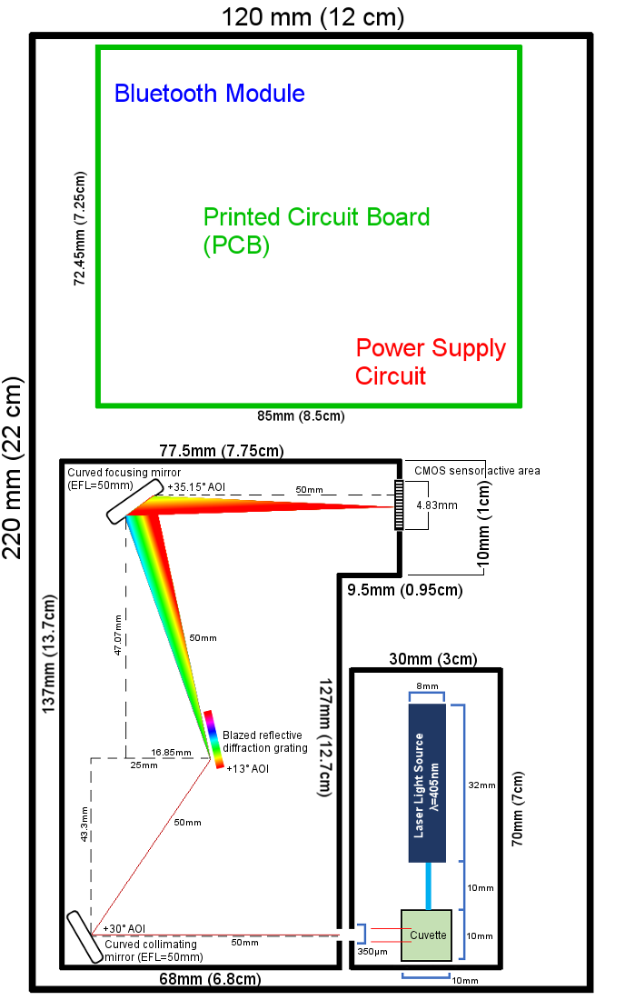 120 mm (12 cm)
Bluetooth Module
72.45mm (7.25cm)
Printed Circuit Board
(PCB)
Power Supply
Circuit
85mm (8.5cm)
220 mm (22 cm)
77.5mm (7.75cm)
Curved focusing mirror
(EFL=50mm)
+35.15° AOI
50mm
CMOS sensor active area
4.83mm
10mm (1cm)
9.5mm (0.95cm)
47.07mm
50mm
137mm (13.7cm)
127mm (12.7cm)
30mm (3cm)
8mm
Blazed reflective
diffraction grating
+13° AOI
16.85mm
25mm
Laser Light Source
λ=405nm
32mm
70mm (7cm)
43.3mm
50mm
10mm
+30° AOI
Curved collimating
mirror (EFL=50mm)
50mm
350µm
Cuvette
10mm
68mm (6.8cm)
10mm